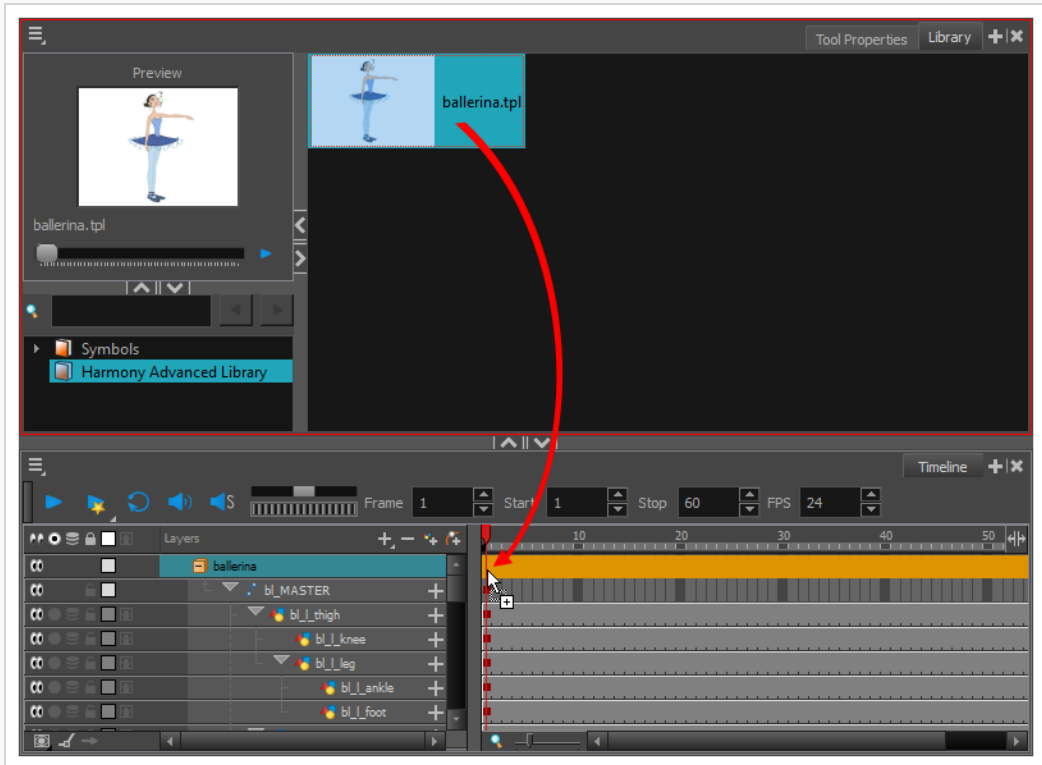 Tool Properties
Library
Preview
ballerina.tpl
ballerina.tpl
Symbols
Harmony Advanced Library
Timeline
S
Frame 1 Start 1 Stop 60 FPS 24
Layers
10 20 30 40 50
ballerina
bl_MASTER
bl_l_thigh
bl_l_knee
bl_l_leg
bl_l_ankle
bl_l_foot